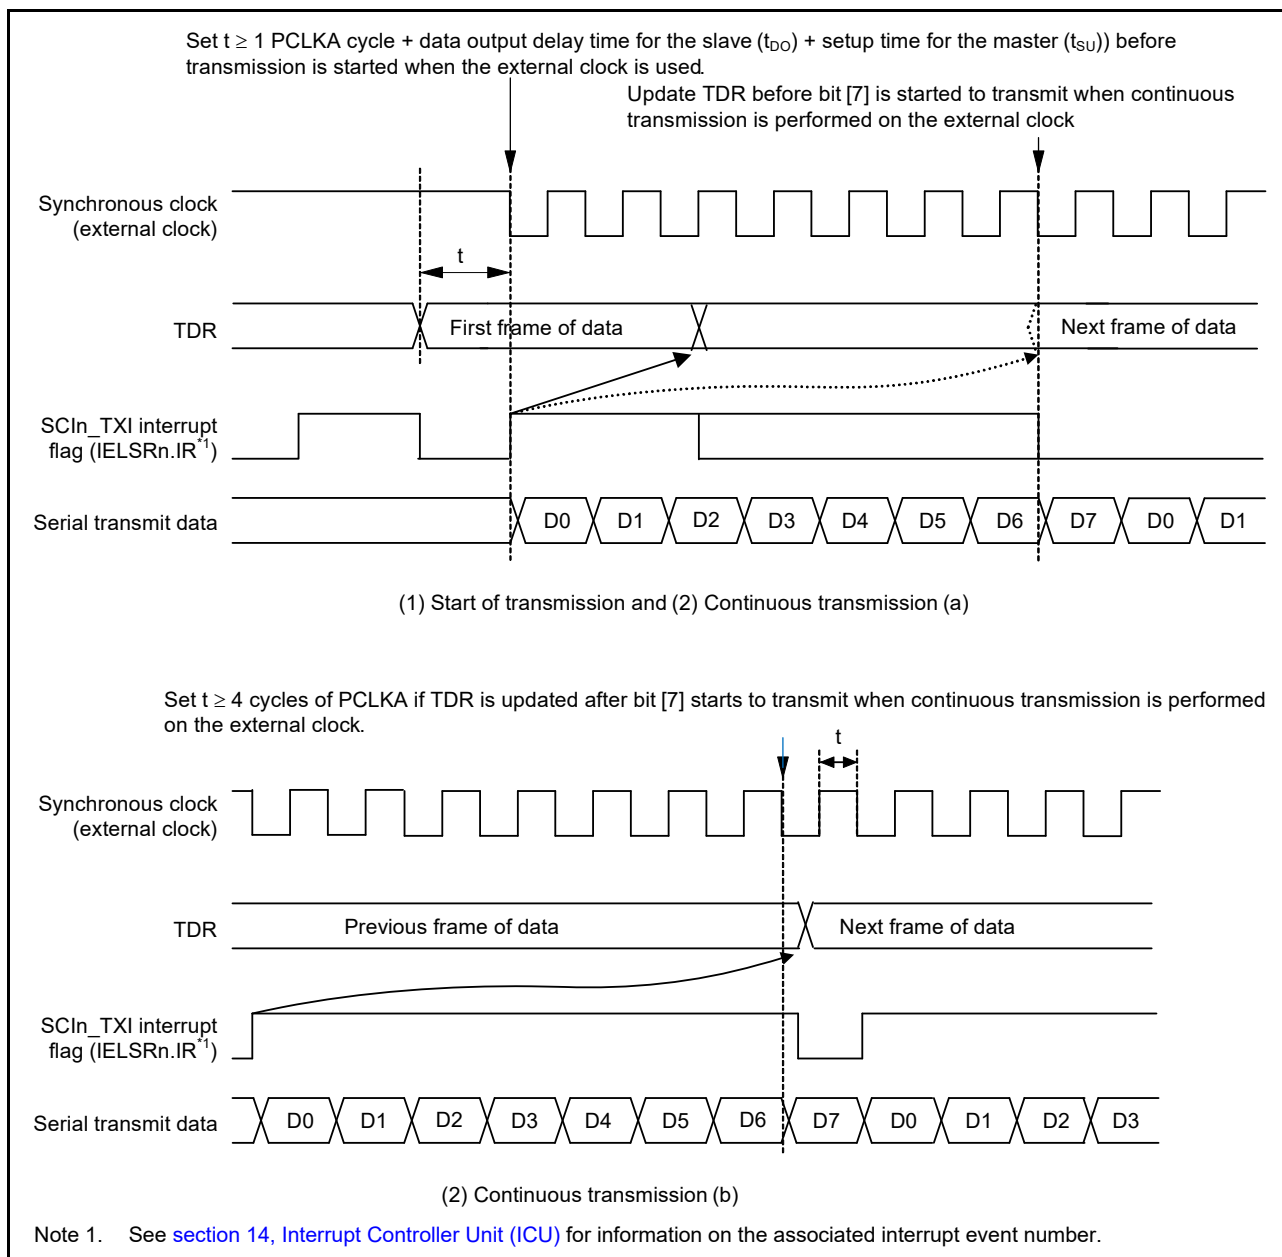 Set t ≥ 1 PCLKA cycle + data output delay time for the slave (tDO) + setup time for the master (tSU)) before
transmission is started when the external clock is used.
Update TDR before bit [7] is started to transmit when continuous
transmission is performed on the external clock
Synchronous clock
(external clock)
t
TDR
First frame of data
Next frame of data
SCIn_TXI interrupt
flag (IELSRn.IR*1)
Serial transmit data
D0 D1 D2 D3 D4 D5 D6 D7 D0 D1
(1) Start of transmission and (2) Continuous transmission (a)
Set t ≥ 4 cycles of PCLKA if TDR is updated after bit [7] starts to transmit when continuous transmission is performed
on the external clock.
t
Synchronous clock
(external clock)
TDR
Previous frame of data
Next frame of data
SCIn_TXI interrupt
flag (IELSRn.IR*1)
Serial transmit data
D0 D1 D2 D3 D4 D5 D6 D7 D0 D1 D2 D3
(2) Continuous transmission (b)
Note 1. See section 14, Interrupt Controller Unit (ICU) for information on the associated interrupt event number.